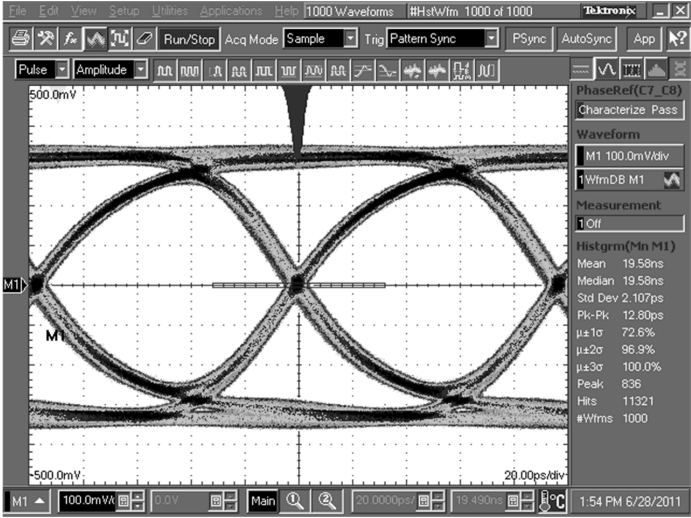 File Edit View Setup Utilities Applications Help 1000 Waveforms #HstWfm 1000 of 1000 Tektronix
Run/Stop Acq Mode Sample Trig Pattern Sync PSync AutoSync App
Pulse Amplitude
500.0mV
PhaseRef(C7_C8)
Characterize Pass
Waveform
M1 100.0mV/div
1 WfmDB M1
Measurement
1 Off
Histgrm(Mn M1)
Mean 19.58ns
Median 19.58ns
Std Dev 2.107ps
Pk-Pk 12.80ps
µ±1σ 72.6%
µ±2σ 96.9%
µ±3σ 100.0%
Peak 836
Hits 11321
#Wfms 1000
M1
M1
-500.0mV
20.00ps/div
M1 100.0mV/ 0.0V Main 1 2 20.0000ps/ 19.490ns °C 1:54 PM 6/28/2011